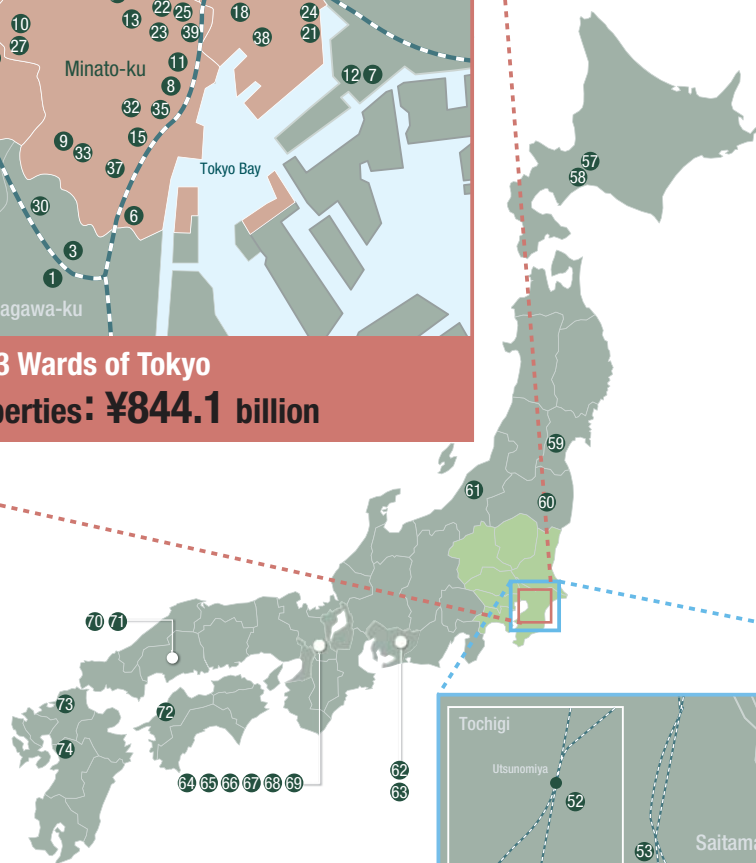 22 25 18 24
10 13
23 39 38 21
27
Minato-ku 11
12 7
8
32 35
15
9 33
37
Tokyo Bay
30
6
3
1
agawa-ku
3 Wards of Tokyo
perties: ¥844.1 billion
57
58
59
61
60
70 71
73
72
74
62
64 65 66 67 68 69
63
Tochigi
Utsunomiya
52
53
Saitama